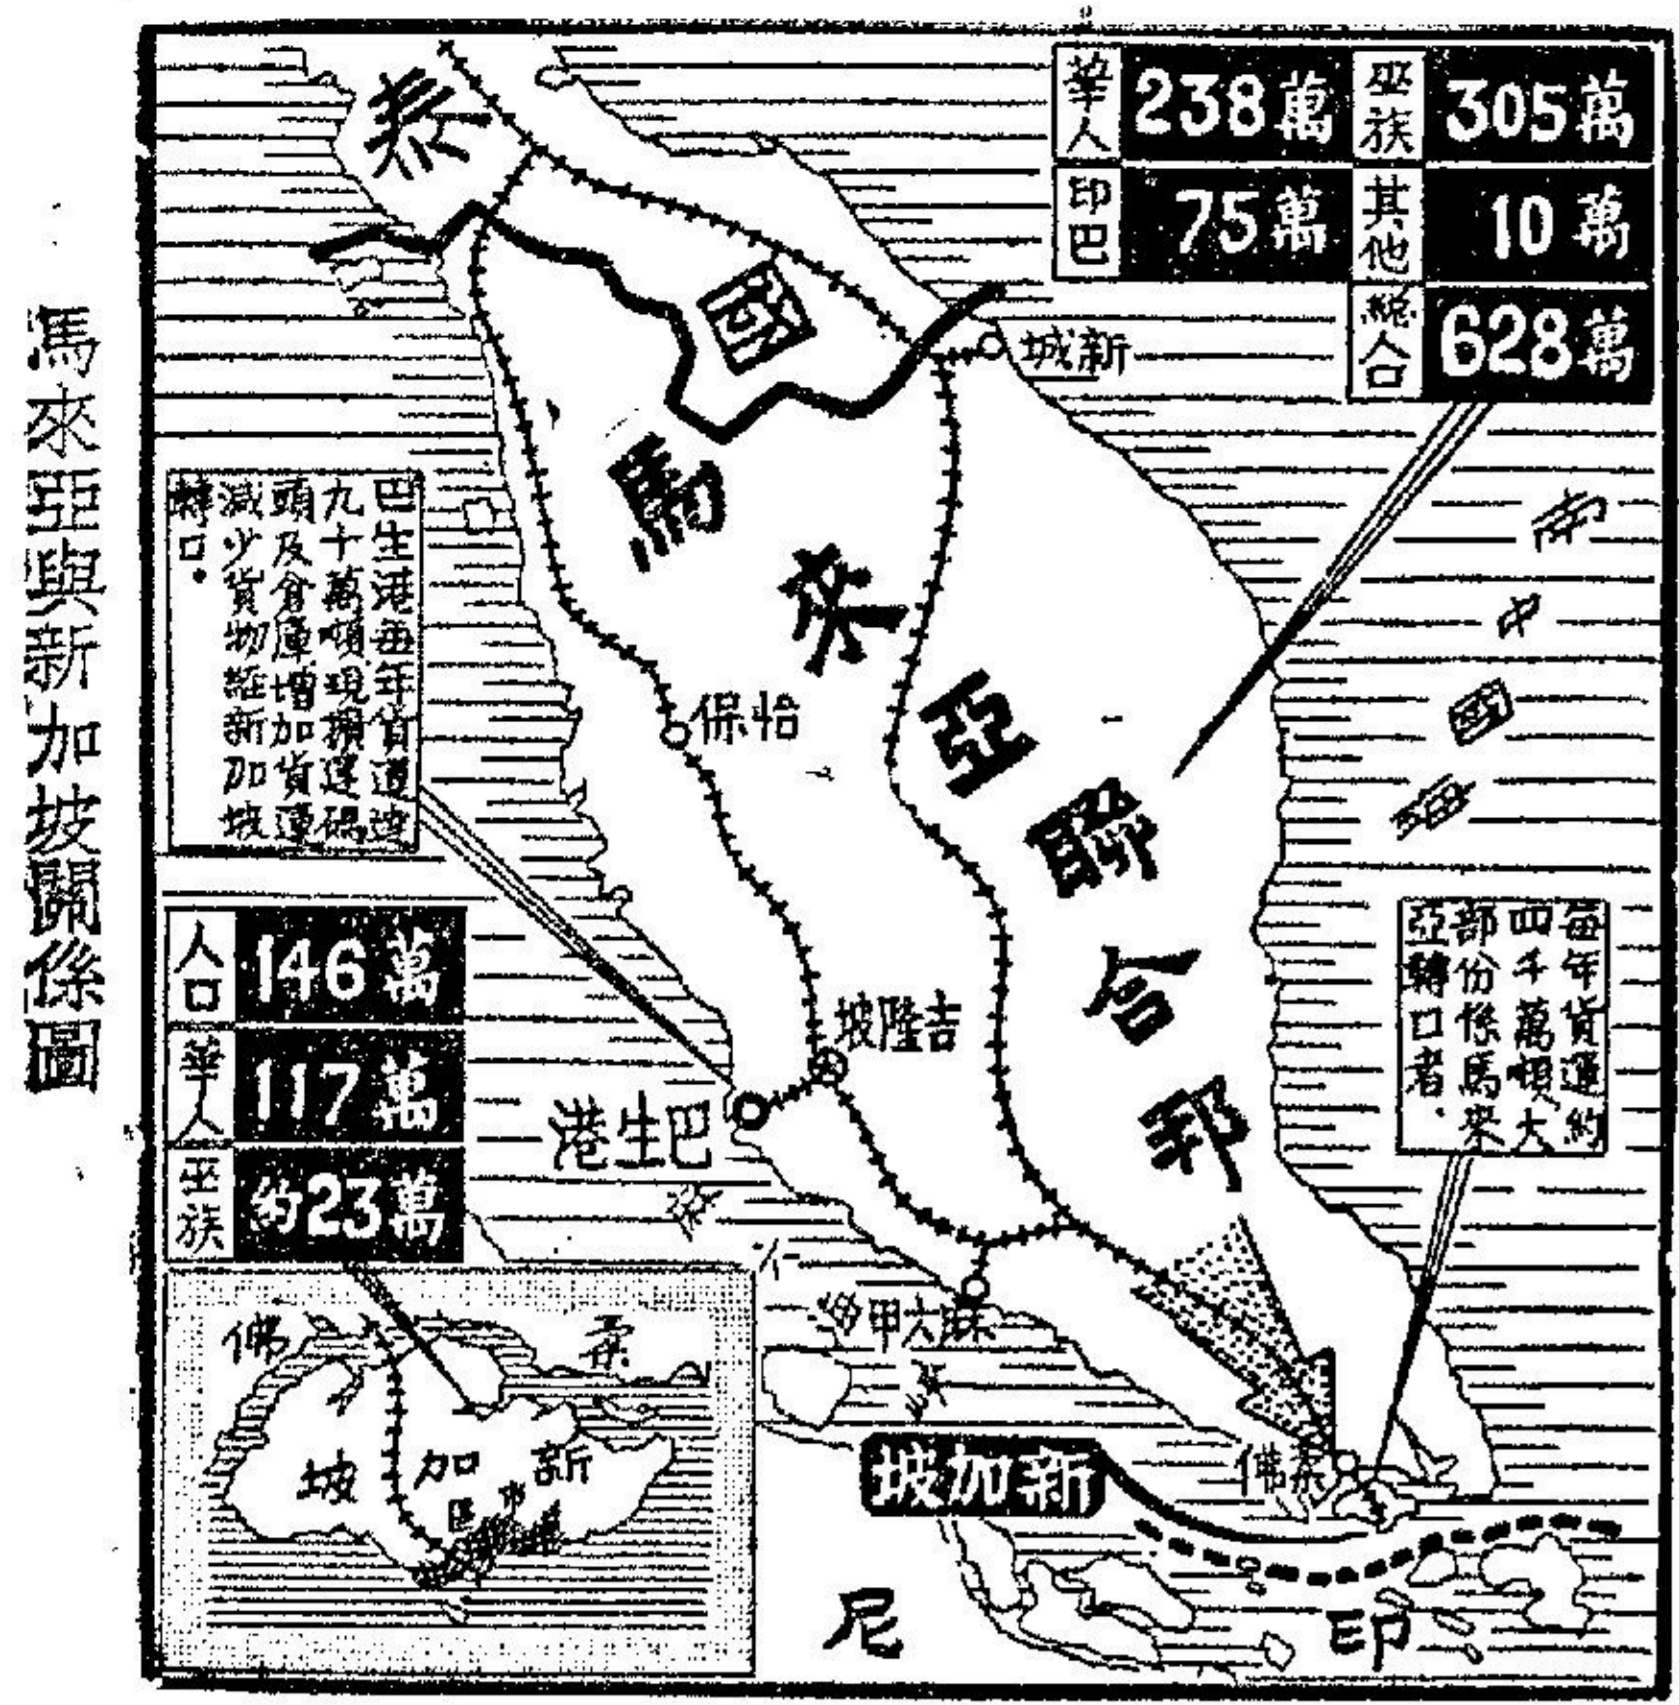 馬來亞與新加坡關係圖
泰國
華人 238萬
巫族 305萬
印巴 75萬
其他 10萬
總人口 628萬
新城
馬來亞聯合邦
南中國海
巴生港每年貨運達
九十萬噸現擴建碼
頭及倉庫增加貨運
減少貨物經新加坡
轉口.
怡保
吉隆坡
巴生港
每年貨運約
四千萬噸,大
部份係馬來
亞轉口者.
人口 146萬
華人 117萬
巫族 約23萬
麻六甲
柔佛
新加坡
柔佛
新加坡
市區
印尼